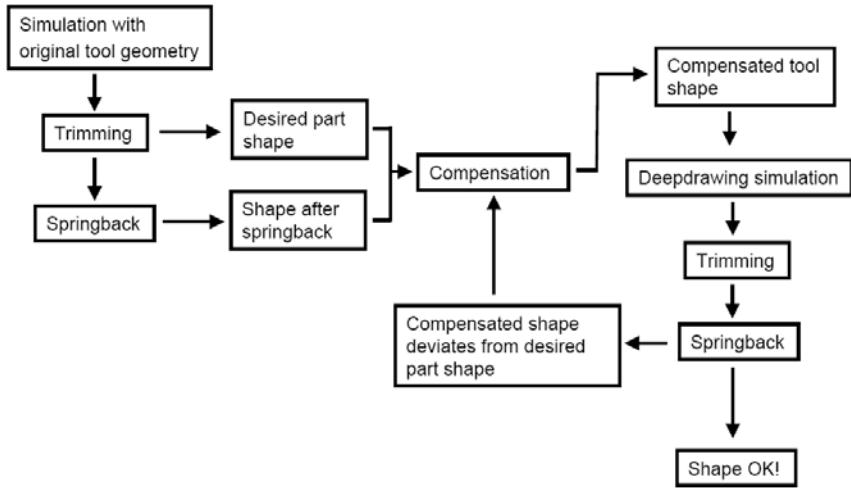 Simulation with
original tool geometry
Trimming
Springback
Desired part
shape
Shape after
springback
Compensation
Compensated shape
deviates from desired
part shape
Compensated tool
shape
Deepdrawing simulation
Trimming
Springback
Shape OK!